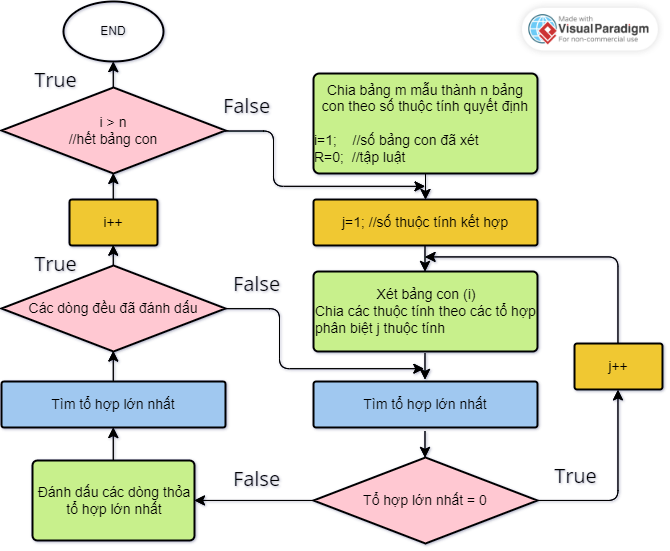 Made with
Visual Paradigm
For non-commercial use
END
True
i > n
//hết bảng con
False
Chia bảng m mẫu thành n bảng
con theo số thuộc tính quyết định
i=1; //số bảng con đã xét
R=0; //tập luật
i++
j=1; //số thuộc tính kết hợp
True
Các dòng đều đã đánh dấu
False
Xét bảng con (i)
Chia các thuộc tính theo các tổ hợp
phân biệt j thuộc tính
j++
Tìm tổ hợp lớn nhất
Tìm tổ hợp lớn nhất
Đánh dấu các dòng thỏa
tổ hợp lớn nhất
False
Tổ hợp lớn nhất = 0
True